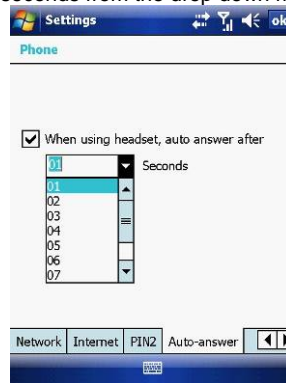 seconds from the drop down
Settings
ok
Phone
When using headset, auto answer after
01 Seconds
01
02
03
04
05
06
07
Network Internet PIN2 Auto-answer